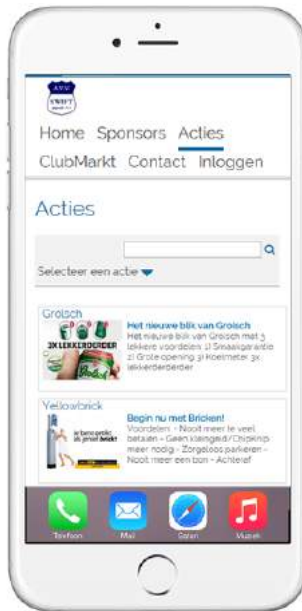 SWIFT
Home Sponsors Acties
ClubMarkt Contact Inloggen
Acties
Selecteer een actie
Grolsch
3X LEKKERDERDER
Het nieuwe blik van Grolsch
Het nieuwe blik van Grolsch met 3
lekkere voordelen: 1) Smaakgarantie
2) Grote opening 3) Koelmeter 3x
lekkerderderder
Yellowbrick
Begin nu met Bricken!
Voordelen: - Nooit meer te veel
betalen - Geen kleingeld/Chipknip
meer nodig - Zorgeloos parkeren -
Nooit meer een bon - Achteraf
Telefoon Mail Safari Muziek